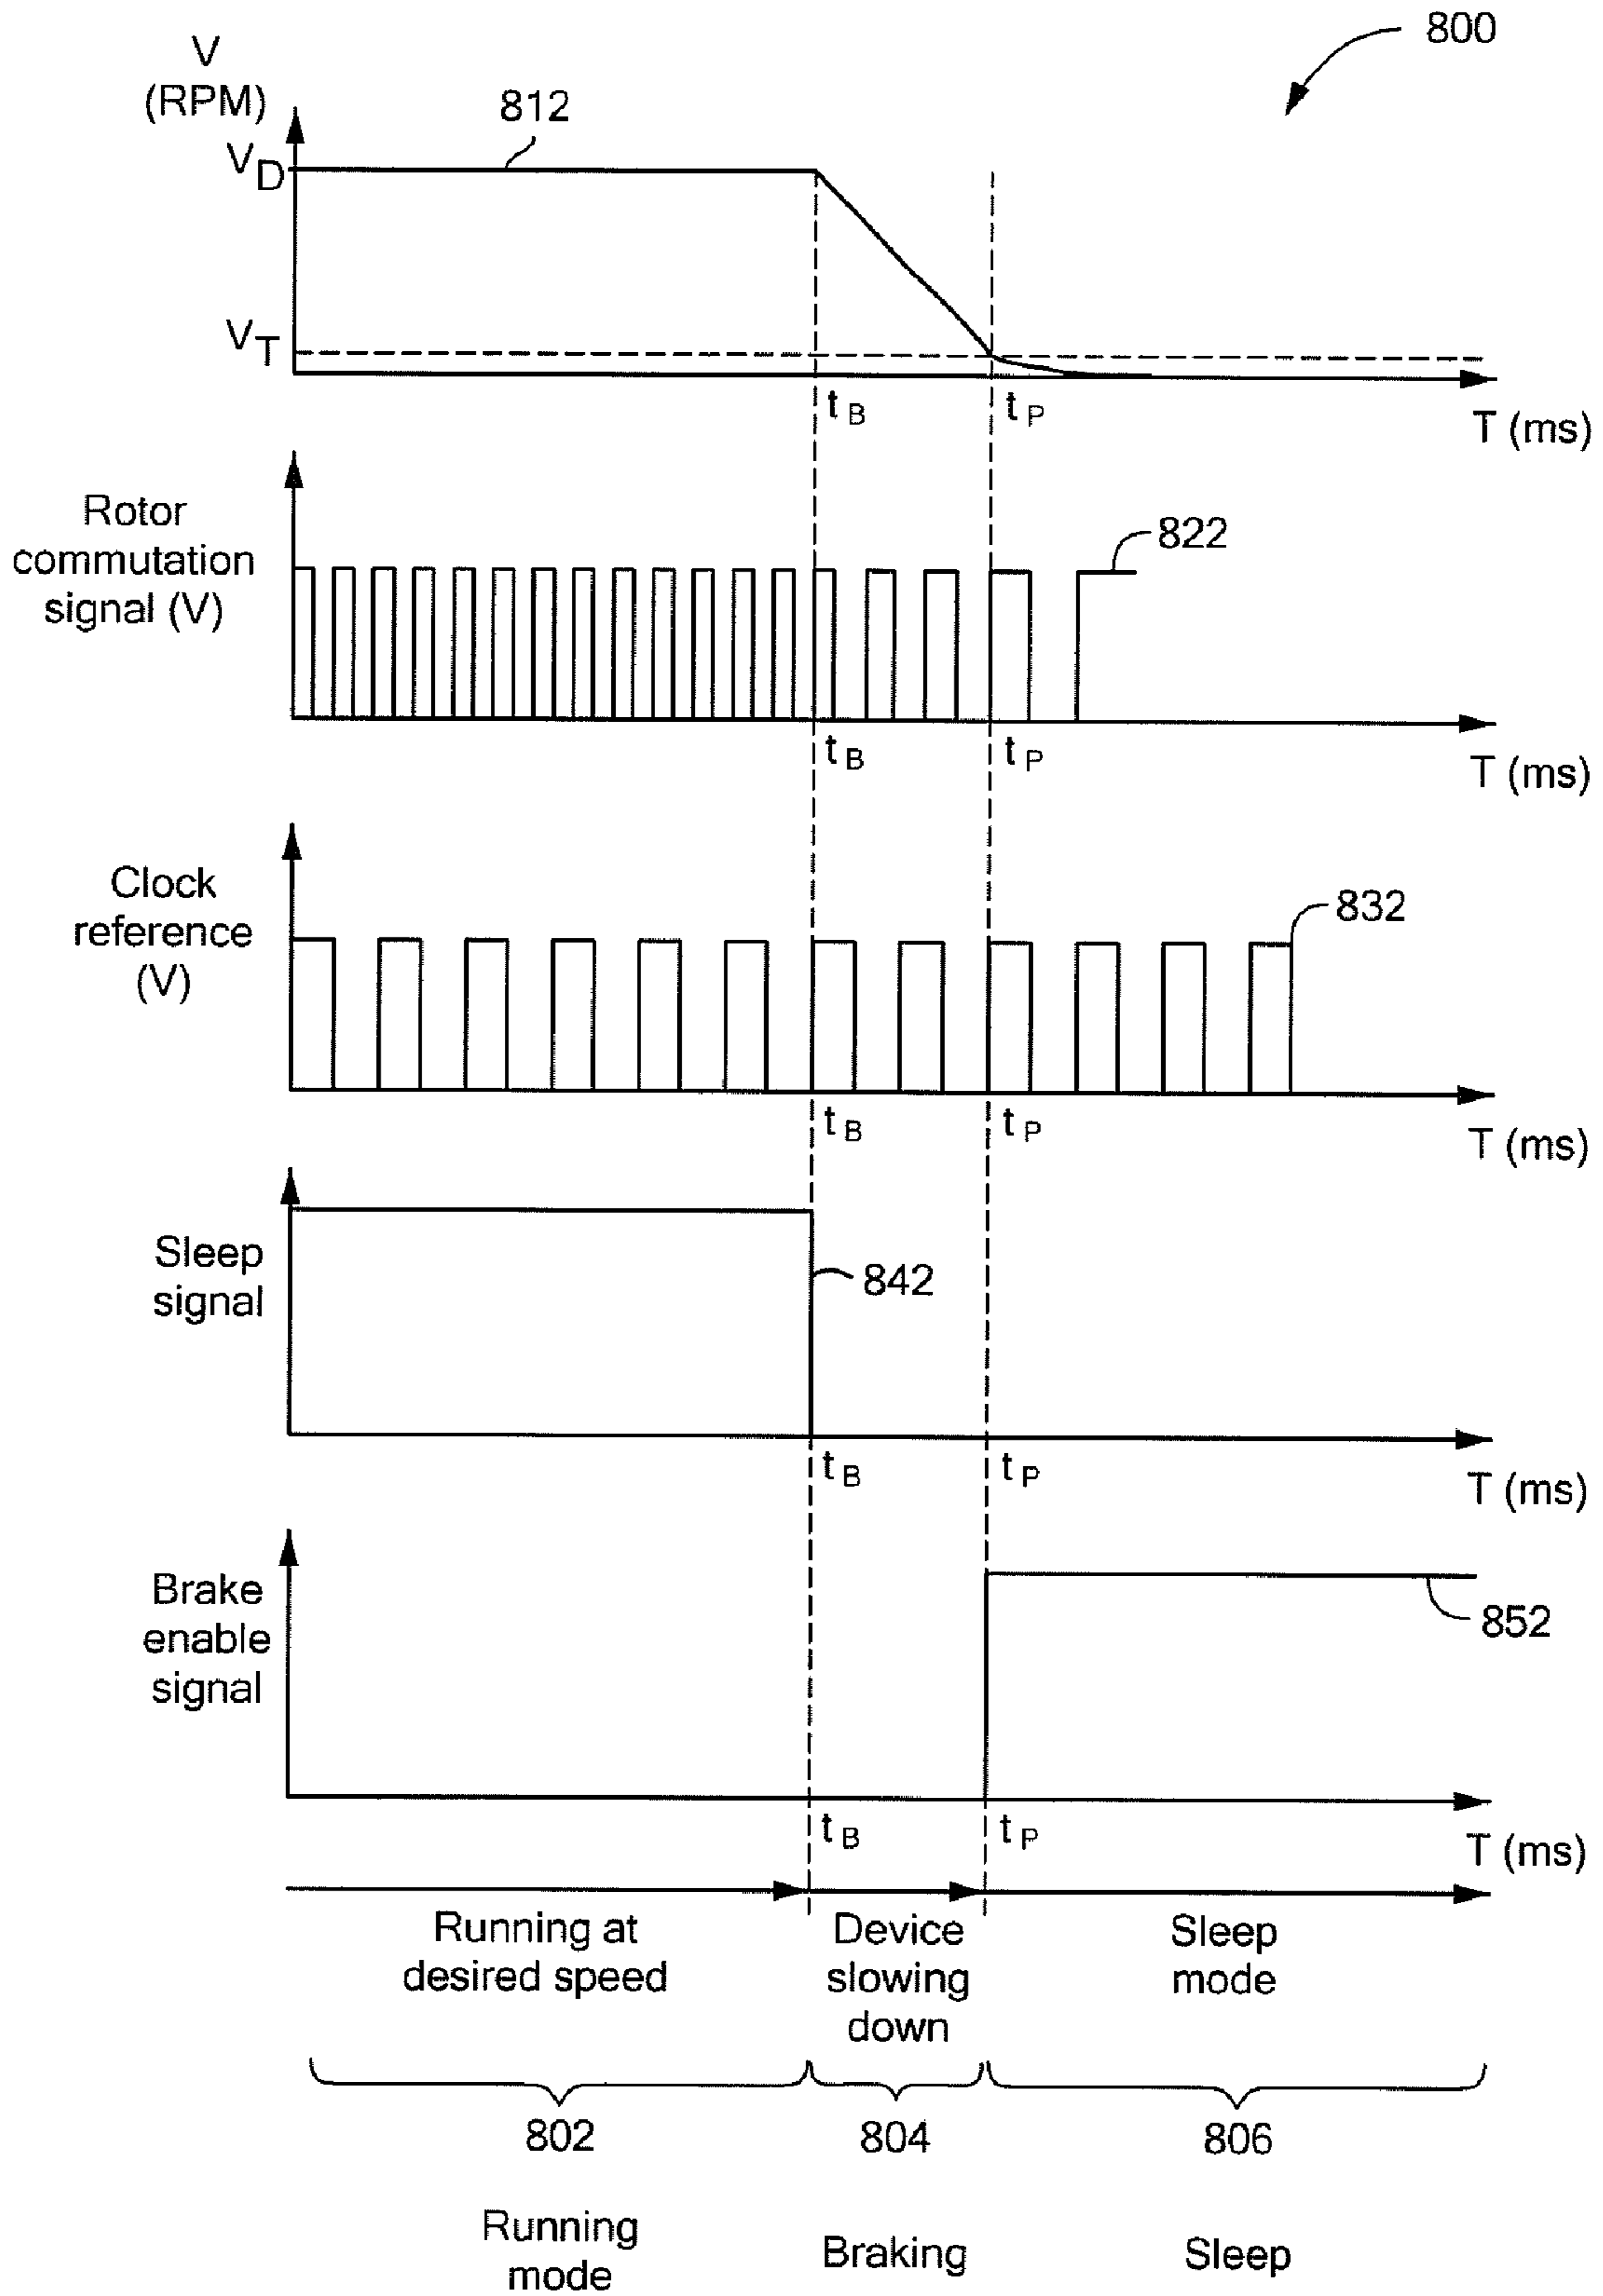 800
V
(RPM)
812
VD
VT
tB tP
T (ms)
Rotor
commutation
signal (V)
822
tB tP
T (ms)
Clock
reference
(V)
832
tB tP
T (ms)
Sleep
signal
842
tB tP
T (ms)
Brake
enable
signal
852
tB tP
T (ms)
Running at
desired speed
Device
slowing
down
Sleep
mode
802
804
806
Running
mode
Braking
Sleep